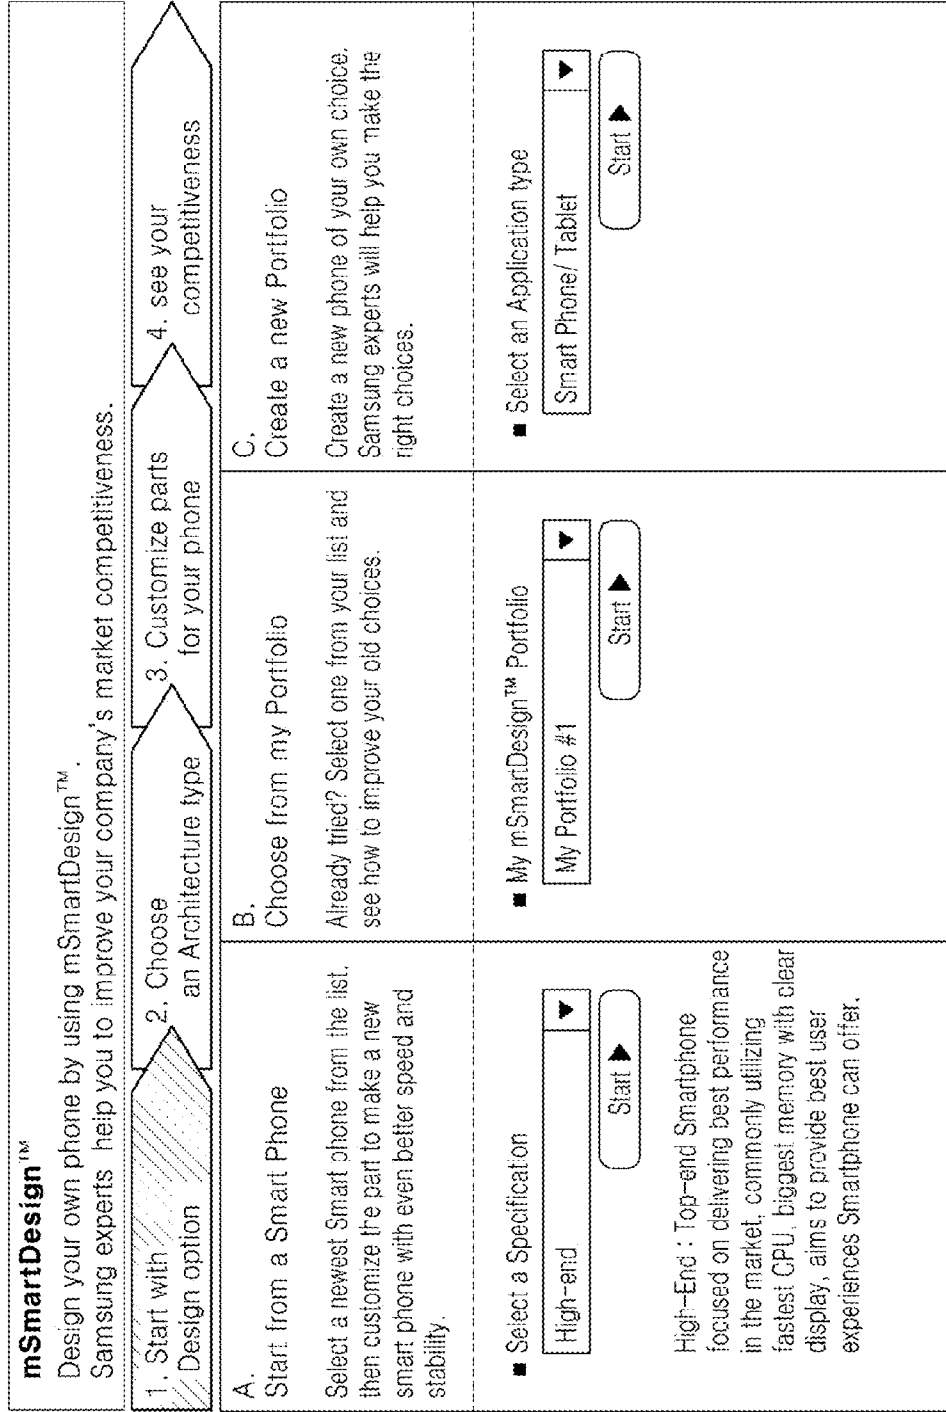 mSmartDesign™
Design your own phone by using mSmartDesign™.
Samsung experts help you to improve your company's market competitiveness.
1. Start with
Design option
2. Choose
an Architecture type
3. Customize parts
for your phone
4. see your
competitiveness
A.
Start from a Smart Phone
Select a newest Smart phone from the list.
then customize the part to make a new
smart phone with even better speed and
stability.
■ Select a Specification
High-end ▼
Start ▶
High-End : Top-end Smartphone
focused on delivering best performance
in the market, commonly utilizing
fastest CPU, biggest memory with clear
display, aims to provide best user
experiences Smartphone can offer.
B.
Choose from my Portfolio
Already tried? Select one from your list and
see how to improve your old choices.
■ My mSmartDesign™ Portfolio
My Portfolio #1 ▼
Start ▶
C.
Create a new Portfolio
Create a new phone of your own choice.
Samsung experts will help you make the
right choices.
■ Select an Application type
Smart Phone/ Tablet ▼
Start ▶